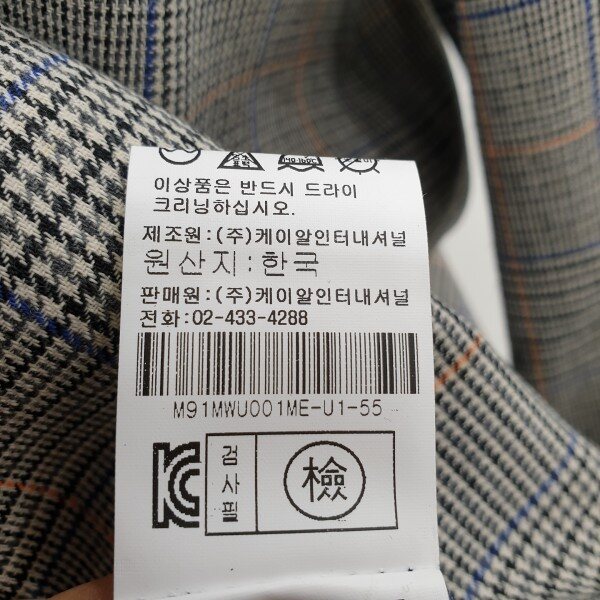 이상품은 반드시 드라이
크리닝하십시오.
제조원:(주)케이알인터내셔널
원산지:한국
판매원:(주)케이알인터내셔널
전화:02-433-4288
M91MWU001ME-U1-55
검사필
檢